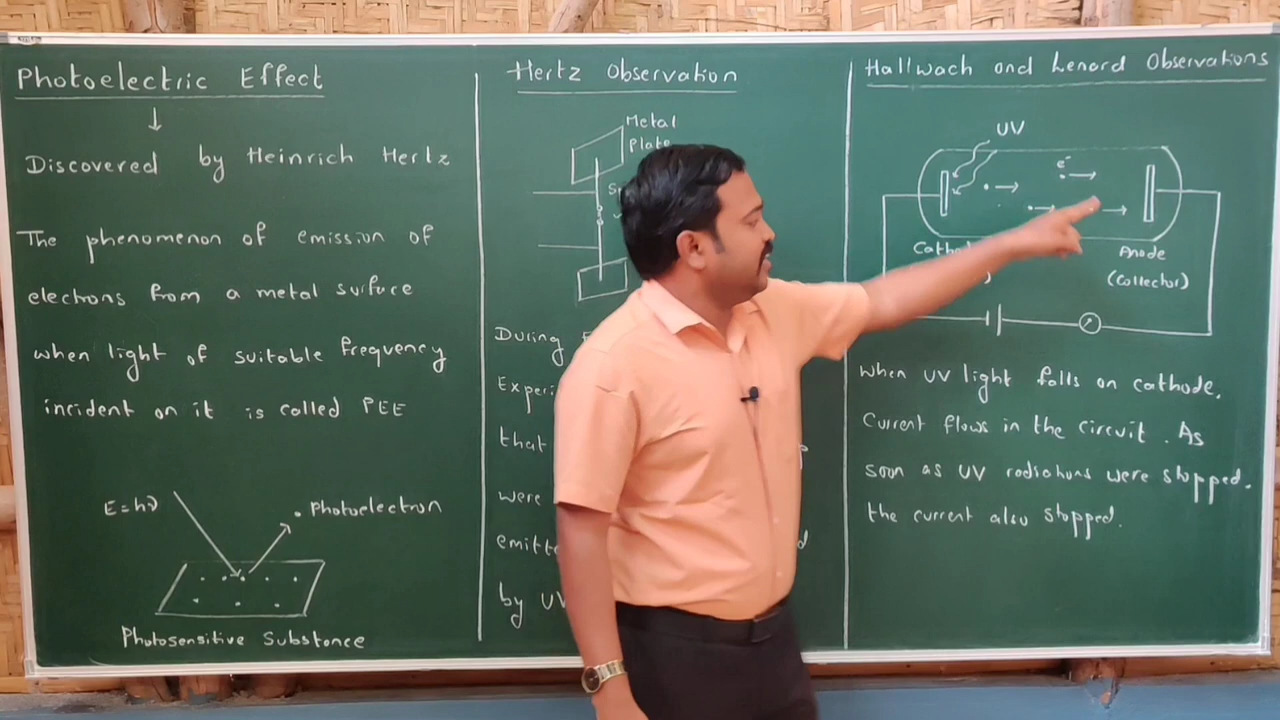 Photoelectric Effect
Discovered by Heinrich Hertz
The phenomenon of emission of
elections from a metal surface
when light of suitable frequency
incident on it is called PEE
E=hν
Photoelectron
Photosensitive Substance
Hertz Observation
Metal
Plate
During
that
were
by UV
Hallwach and Lenard Observations
UV
e-
Anode
(Collector)
When UV light falls on cathode,
Current flows in the circuit. As
soon as UV radiations were stopped.
the current also stopped.